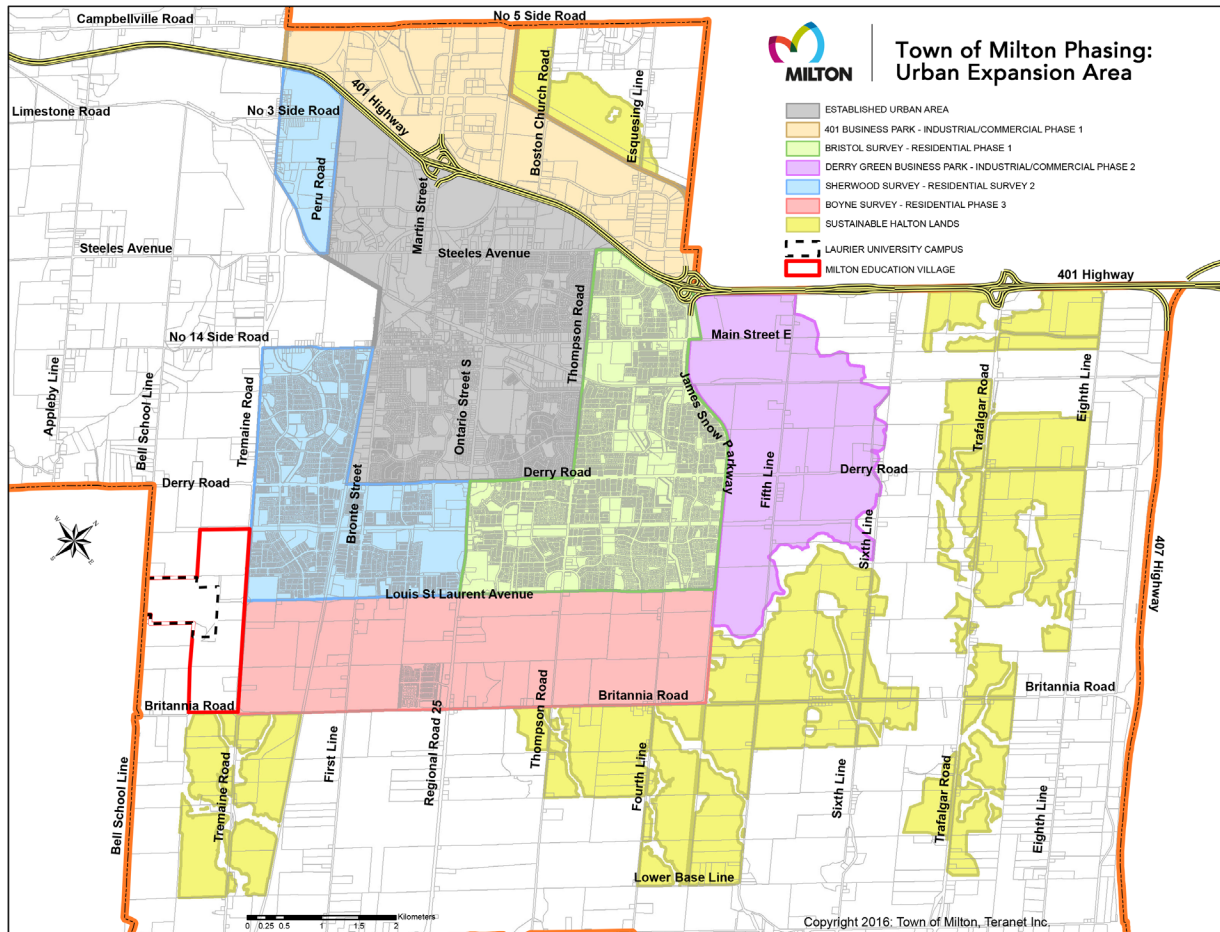 Campbellville Road
No 5 Side Road
MILTON
Town of Milton Phasing:
Urban Expansion Area
Limestone Road
No 3 Side Road
401 Highway
Boston Church Road
Esquesing Line
ESTABLISHED URBAN AREA
401 BUSINESS PARK - INDUSTRIAL/COMMERCIAL PHASE 1
BRISTOL SURVEY - RESIDENTIAL PHASE 1
DERRY GREEN BUSINESS PARK - INDUSTRIAL/COMMERCIAL PHASE 2
SHERWOOD SURVEY - RESIDENTIAL SURVEY 2
BOYNE SURVEY - RESIDENTIAL PHASE 3
SUSTAINABLE HALTON LANDS
LAURIER UNIVERSITY CAMPUS
MILTON EDUCATION VILLAGE
Peru Road
Martin Street
Steeles Avenue
Steeles Avenue
401 Highway
No 14 Side Road
Thompson Road
Main Street E
Appleby Line
Bell School Line
Tremaine Road
Ontario Street S
James Snow Parkway
Trafalgar Road
Eighth Line
Derry Road
Bronte Street
Derry Road
Fifth Line
Derry Road
Sixth Line
407 Highway
W
N
S
E
Louis St Laurent Avenue
Britannia Road
Britannia Road
Britannia Road
Bell School Line
Tremaine Road
First Line
Regional Road 25
Thompson Road
Fourth Line
Sixth Line
Trafalgar Road
Eighth Line
Lower Base Line
Kilometers
0 0.25 0.5 1 1.5 2
Copyright 2016: Town of Milton, Teranet Inc.